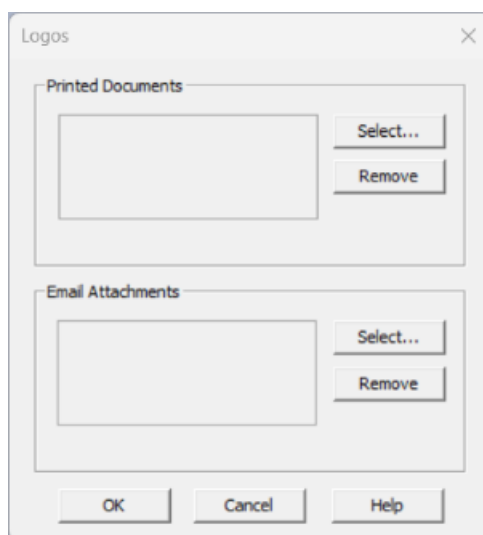 Logos
Printed Documents
Select...
Remove
Email Attachments
Select...
Remove
OK Cancel Help